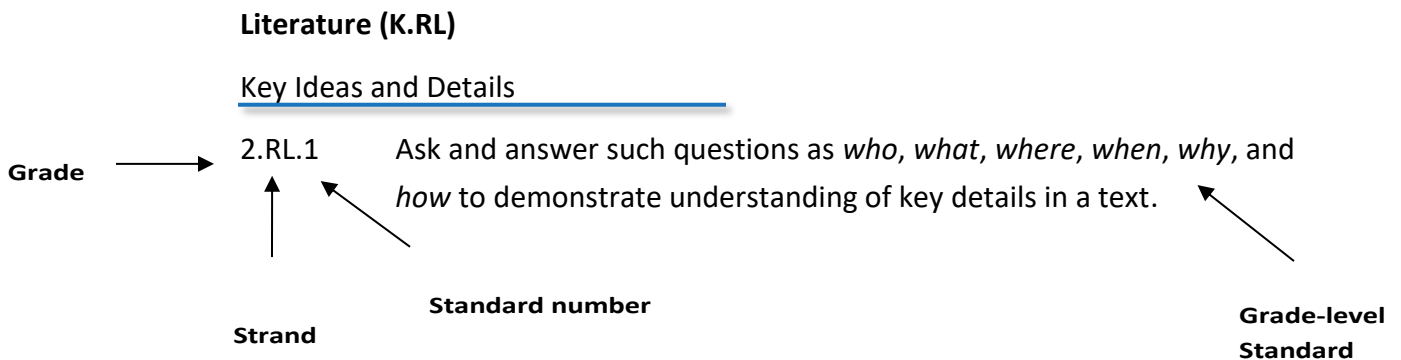 Literature (K.RL)
Key Ideas and Details
Grade
2.RL.1 Ask and answer such questions as who, what, where, when, why, and
how to demonstrate understanding of key details in a text.
Standard number
Strand
Grade-level
Standard